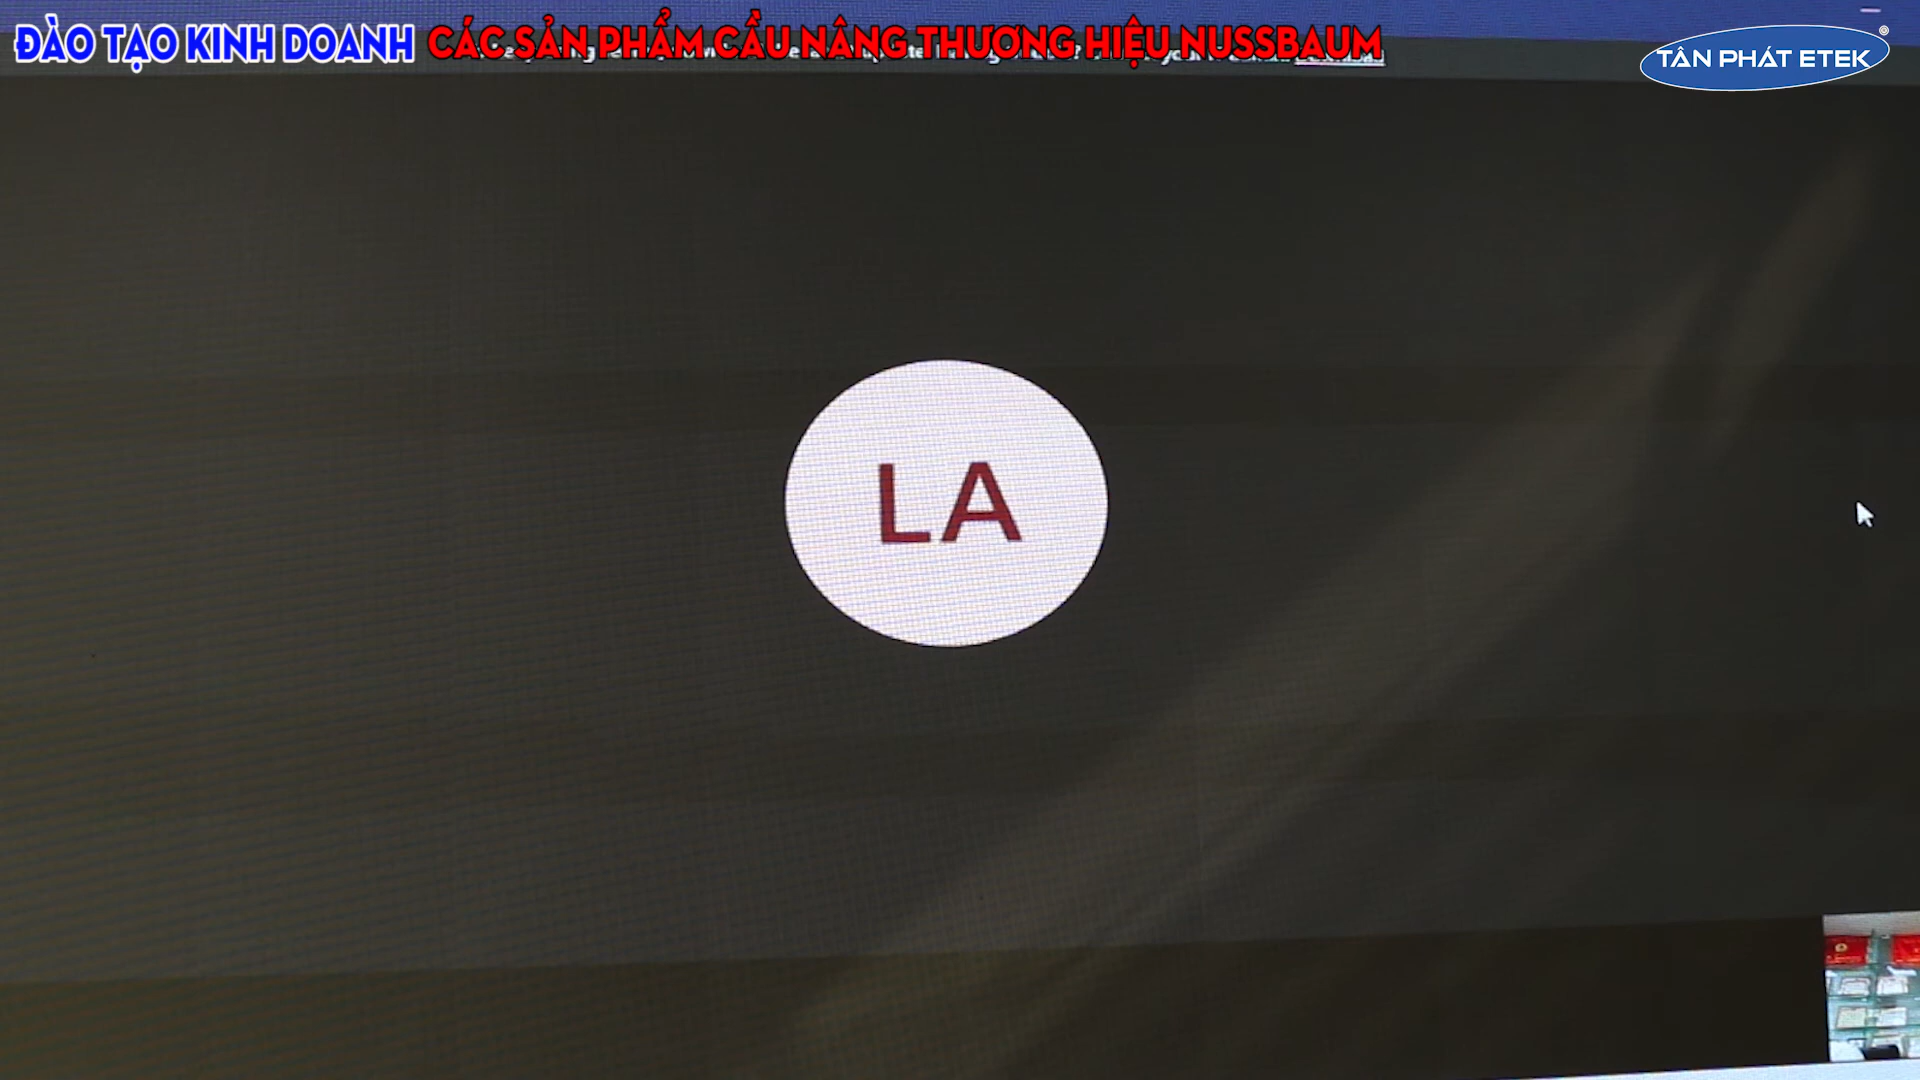 ĐÀO TẠO KINH DOANH CÁC SẢN PHẨM CẦU NÂNG THƯƠNG HIỆU NUSSBAUM
TÂN PHÁT ETEK
®
LA